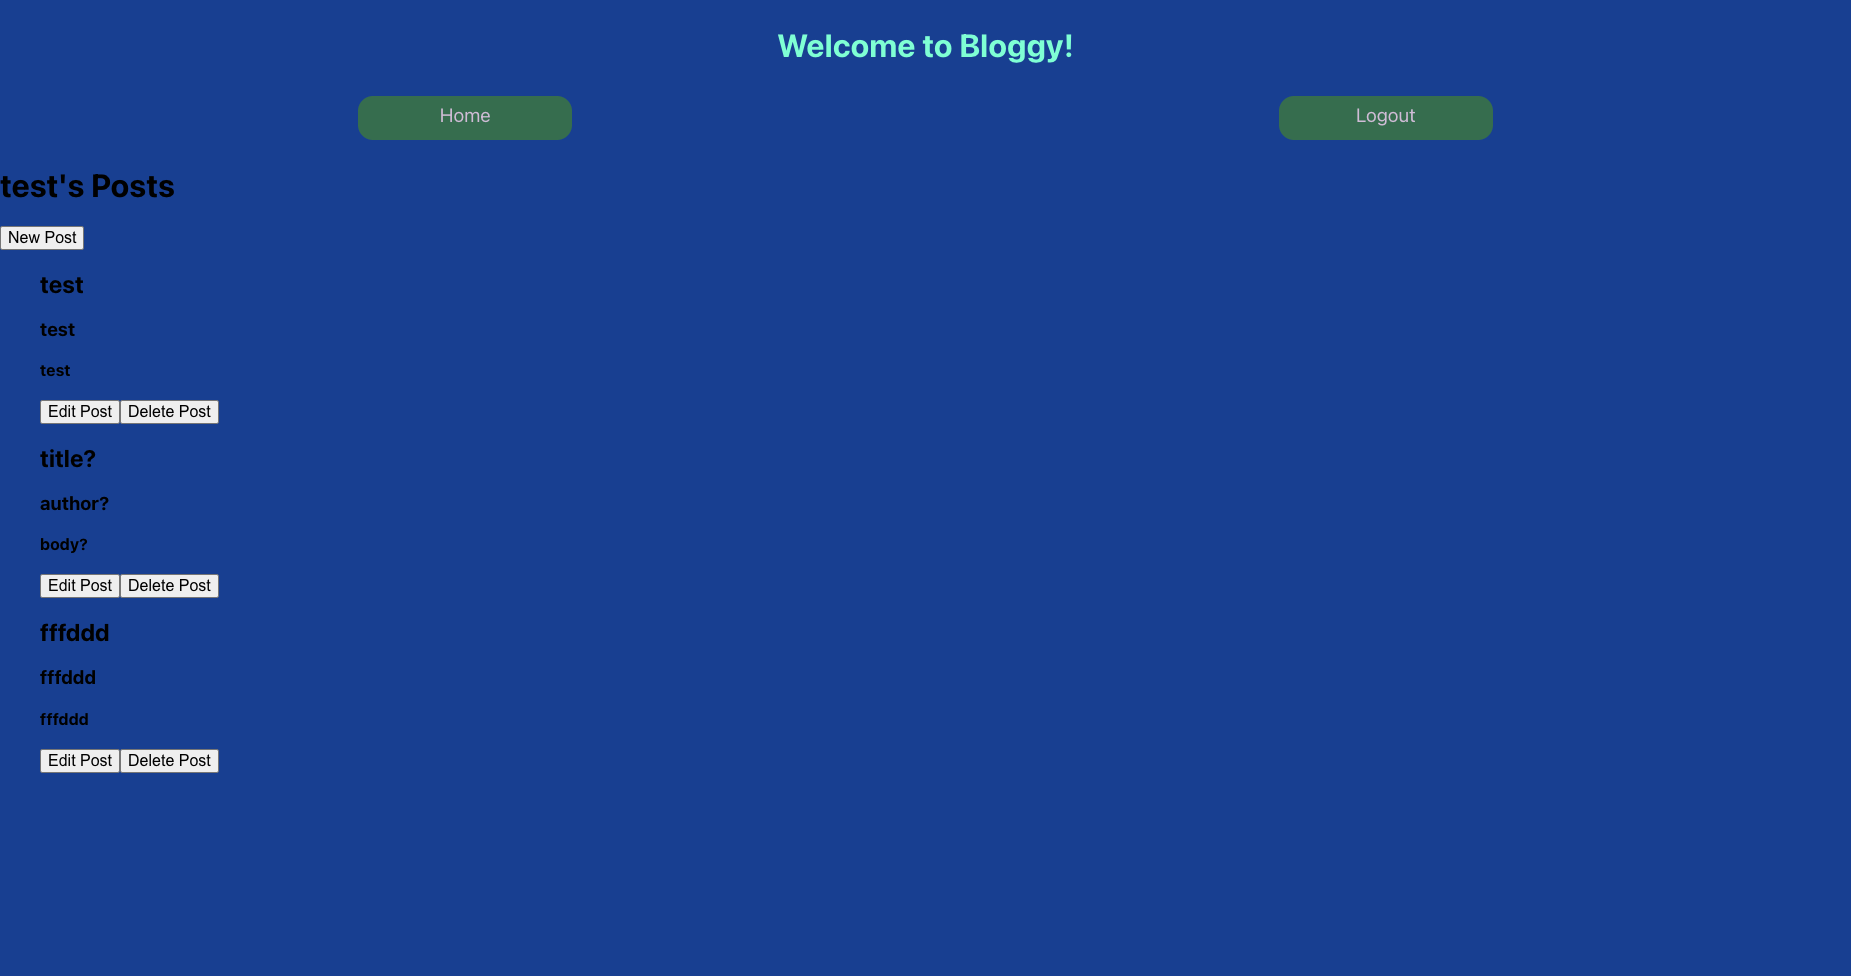 Welcome to Bloggy!
Home Logout
test's Posts
New Post
test
test
test
Edit Post Delete Post
title?
author?
body?
Edit Post Delete Post
fffddd
fffddd
fffddd
Edit Post Delete Post